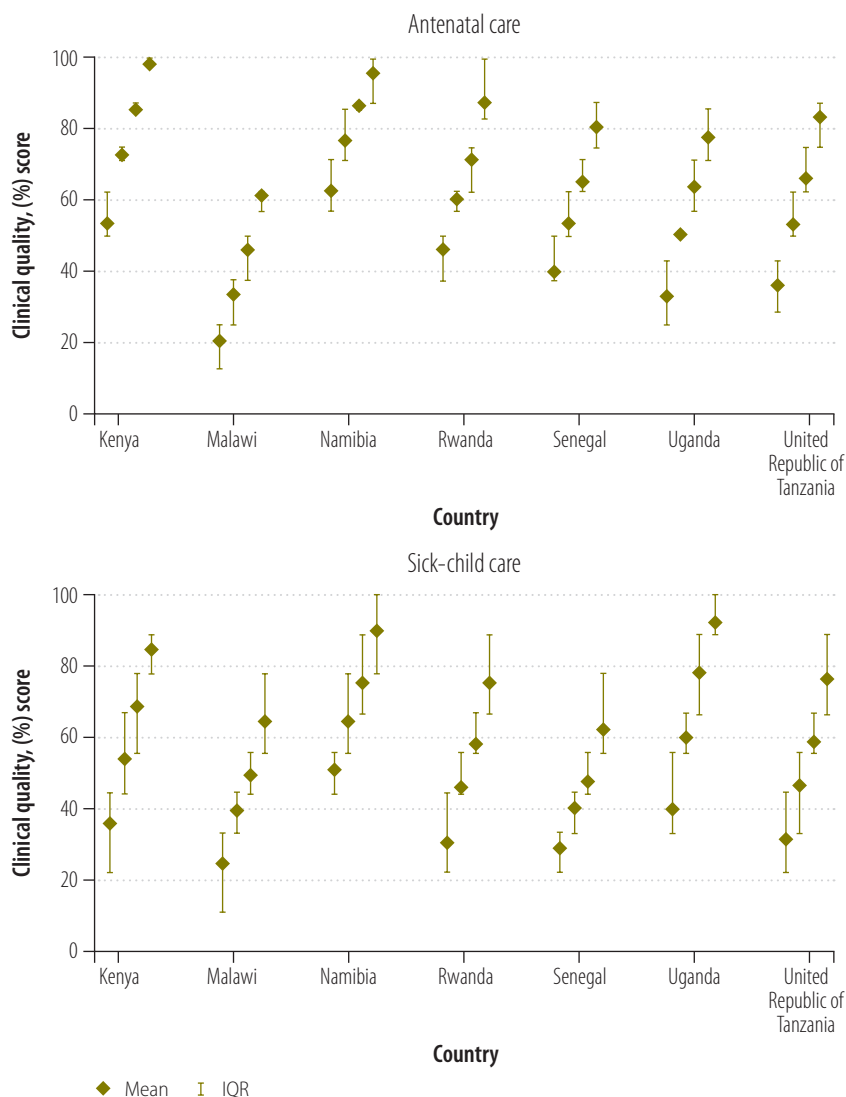 Antenatal care
Clinical quality, (%) score
100
80
60
40
20
0
Kenya Malawi Namibia Rwanda Senegal Uganda United
Republic of
Tanzania
Country
Sick-child care
Clinical quality, (%) score
100
80
60
40
20
0
Kenya Malawi Namibia Rwanda Senegal Uganda United
Republic of
Tanzania
Country
Mean IQR